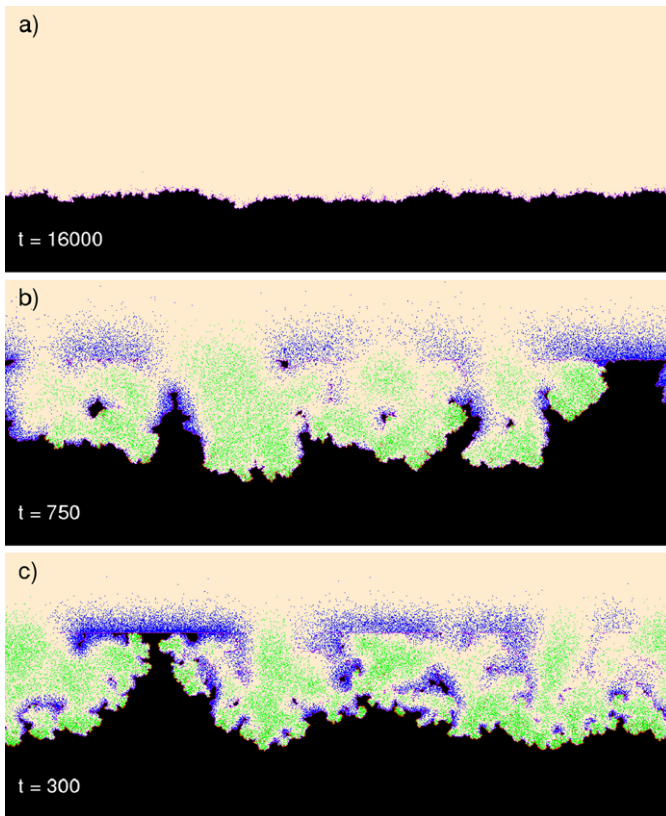 a)
t = 16000
b)
t = 750
c)
t = 300